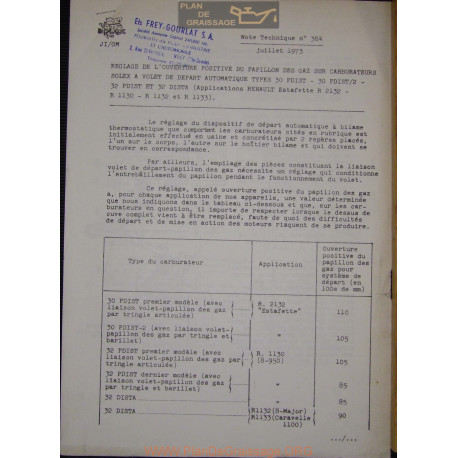 PLAN DE
GRAISSAGE
Ets FREY-GOURLAT S.A.
JT/SM
Note Technique n° 384
juillet 1973
REGLAGE DE L'OUVERTURE POSITIVE DU PAPILLON DES GAZ SUR CARBURATEURS
SOLEX A VOLET DE DEPART AUTOMATIQUE TYPES 30 PDIST - 30 PDIST/2 -
30 PDIST ET 30 DISTA (Applications RENAULT Estafette R 2132 -
R 1130 - R 1132 et R 1133).
Le réglage du dispositif de départ automatique à bilame
thermostatique que comportent les carburateurs cités au rubrique est
initialement effectué en usine et concrétisé par 2 repères placés,
l'un sur le corps, l'autre sur le boîtier bilame et qui doivent se
trouver en correspondance.
Par ailleurs, l'empilage des pièces constituant la liaison
volet de départ-papillon des gaz nécessite un réglage qui conditionne
l'entrebâillement du papillon pendant le fonctionnement du volet.
Ce réglage, appelé ouverture positive du papillon des gaz
a, pour chaque application de nos appareils, une valeur déterminée
que nous indiquons dans le tableau ci-dessous et que, sur les car-
burateurs en question, il importe de respecter lorsque le dessus de
cuve complet vient à être remplacé, faute de quoi des difficultés
de départ et de mise en action des moteurs risquent de se produire.
Type du carburateur
Application
Ouverture
positive du
papillon des
gaz pour
système de
départ (en
100e de mm)
30 PDIST premier modèle (avec
liaison volet-papillon des gaz
par tringle articulée)
R. 2132
"Estafette"
110
30 PDIST-2 (avec liaison volet-
papillon des gaz par tringle et
barillet)
"
105
32 PDIST premier modèle (avec
liaison volet-papillon des gaz par
tringle articulée)
R. 1130
(B-950)
105
32 PDIST dernier modèle (avec
liaison volet-papillon des gaz
par tringle et barillet)
"
85
32 DISTA
"
85
32 DISTA
R1132(8-Major)
R1133(Caravelle
1100)
90
.../...